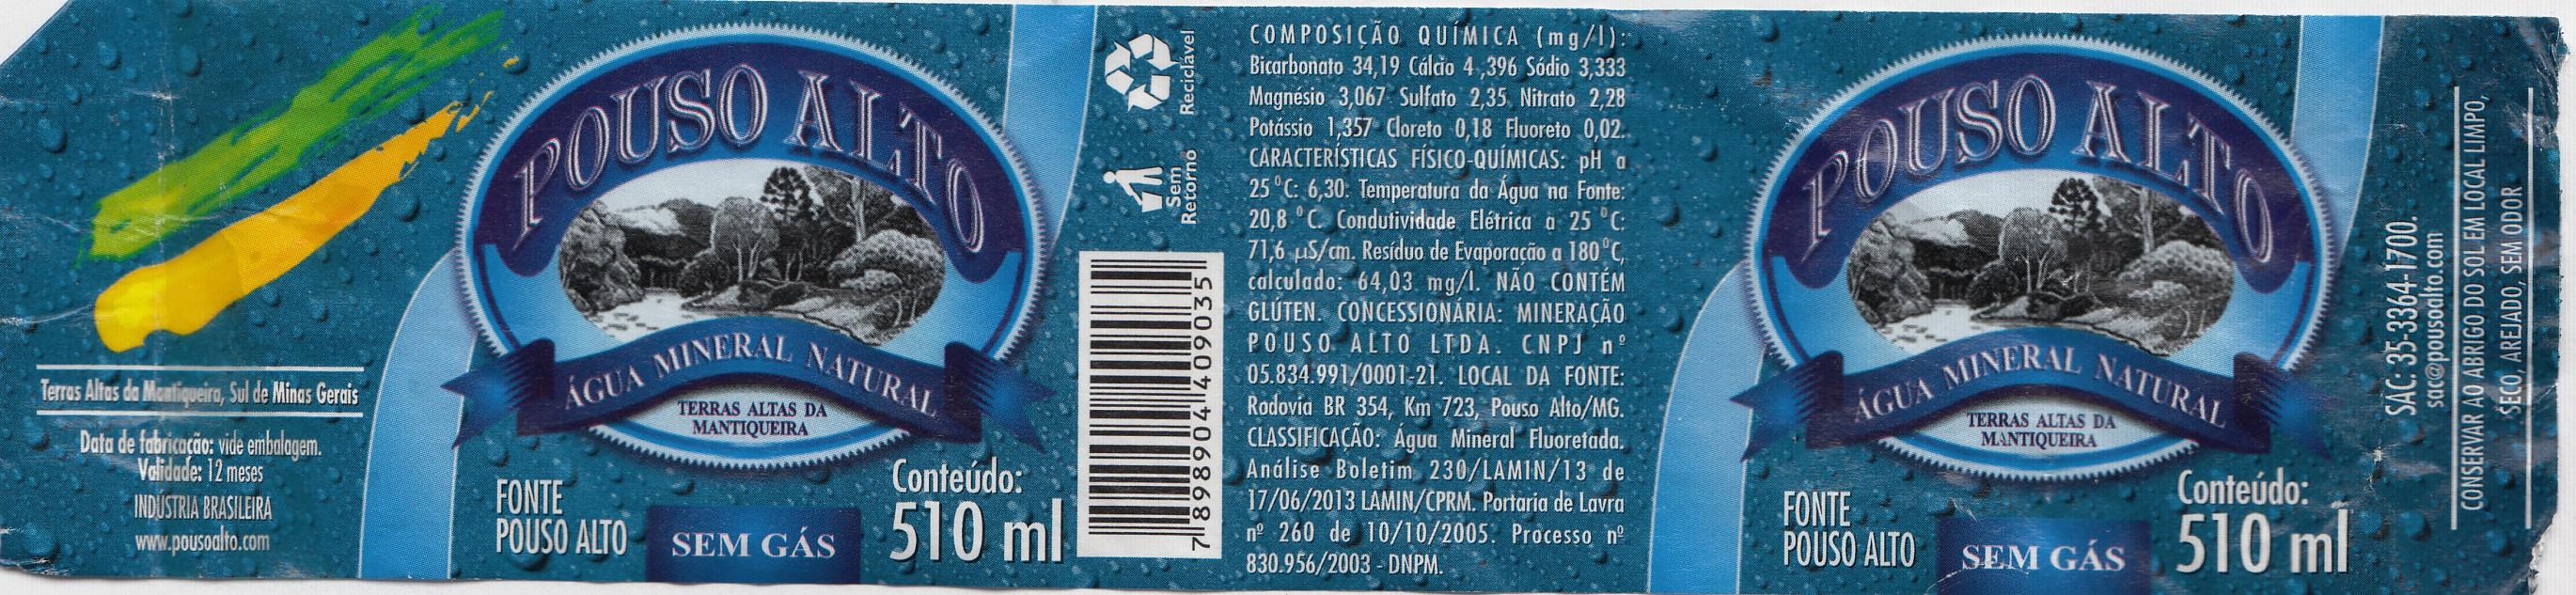 Terras Altas da Mantiqueira, Sul de Minas Gerais
Data de fabricação: vide embalagem.
Validade: 12 meses
INDÚSTRIA BRASILEIRA
www.pousoalto.com
POUSO ALTO
ÁGUA MINERAL NATURAL
TERRAS ALTAS DA
MANTIQUEIRA
FONTE
POUSO ALTO
SEM GÁS
Conteúdo:
510 ml
Reciclável
Sem
Retorno
7 898904 409035
COMPOSIÇÃO QUÍMICA (mg/l):
Bicarbonato 34,19 Cálcio 4,396 Sódio 3,333
Magnésio 3,067 Sulfato 2,35 Nitrato 2,28
Potássio 1,357 Cloreto 0,18 Fluoreto 0,02.
CARACTERÍSTICAS FÍSICO-QUÍMICAS: pH a
25°C: 6,30. Temperatura da Água na Fonte:
20,8 °C. Condutividade Elétrica a 25 °C:
71,6 µS/cm. Resíduo de Evaporação a 180°C,
calculado: 64,03 mg/l. NÃO CONTÉM
GLÚTEN. CONCESSIONÁRIA: MINERAÇÃO
POUSO ALTO LTDA. CNPJ nº
05.834.991/0001-21. LOCAL DA FONTE:
Rodovia BR 354, Km 723, Pouso Alto/MG.
CLASSIFICAÇÃO: Água Mineral Fluoretada.
Análise Boletim 230/LAMIN/13 de
17/06/2013 LAMIN/CPRM. Portaria de Lavra
nº 260 de 10/10/2005. Processo nº
830.956/2003 - DNPM.
POUSO ALTO
ÁGUA MINERAL NATURAL
TERRAS ALTAS DA
MANTIQUEIRA
FONTE
POUSO ALTO
SEM GÁS
Conteúdo:
510 ml
SAC: 35-3364-1700.
sac@pousoalto.com
CONSERVAR AO ABRIGO DO SOL EM LOCAL LIMPO,
SECO, AREJADO, SEM ODOR